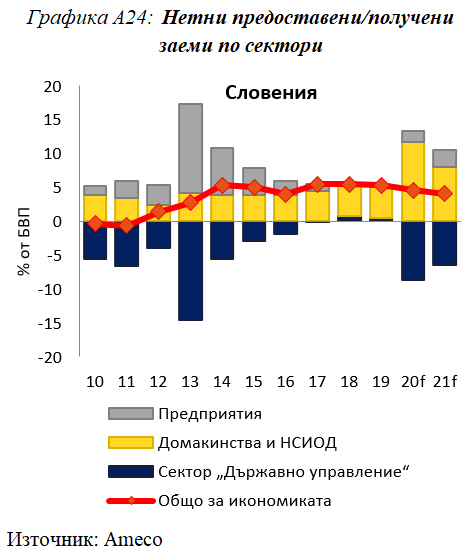 Графика А24: Нетни предоставени/получени
заеми по сектори
Словения
% от БВП
20
15
10
5
0
-5
-10
-15
-20
10 11 12 13 14 15 16 17 18 19 20f 21f
Предприятия
Домакинства и НСИОД
Сектор „Държавно управление“
Общо за икономиката
Източник: Ameco